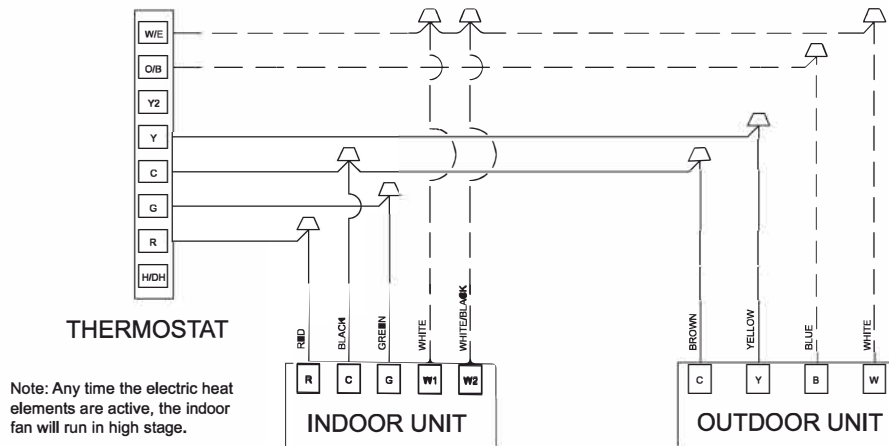 W/E
O/B
Y2
Y
C
G
R
H/DH
THERMOSTAT
Note: Any time the electric heat
elements are active, the indoor
fan will run in high stage.
RED
BLACK
GREEN
WHITE
WHITE/BLACK
BROWN
YELLOW
BLUE
WHITE
R C G W1 W2
INDOOR UNIT
C Y B W
OUTDOOR UNIT